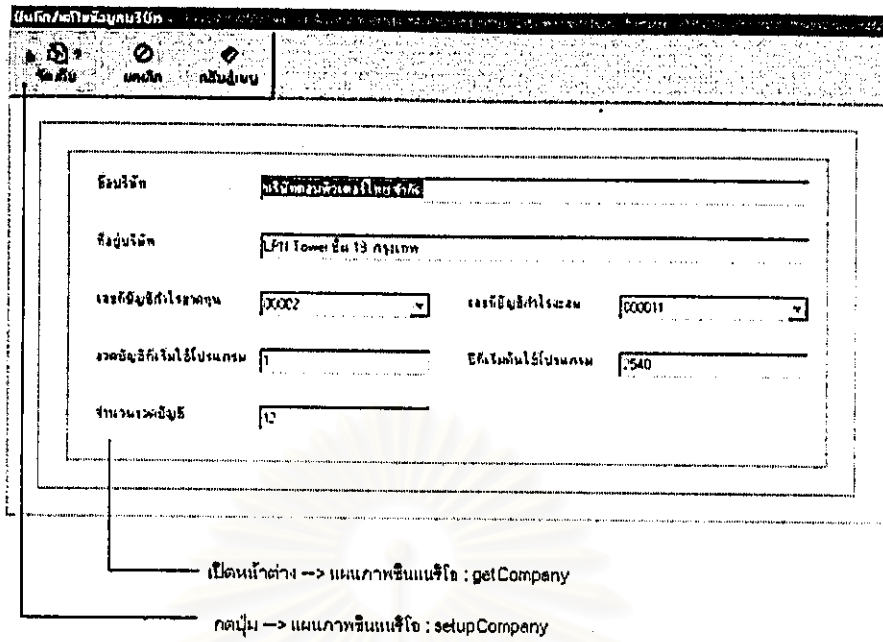 บันทึก/แก้ไขข้อมูลบริษัท
จัดเก็บ ยกเลิก กลับสู่เมนู
ชื่อบริษัท บริษัทคอมพิวเตอร์ไทย จำกัด
ที่อยู่บริษัท LPN Tower ชั้น 19 กรุงเทพ
เลขที่บัญชีกำไรขาดทุน 00002 เลขที่บัญชีกำไรสะสม 000011
งวดบัญชีที่เริ่มใช้โปรแกรม 1 ปีที่เริ่มต้นใช้โปรแกรม 2540
จำนวนงวดบัญชี 12
เปิดหน้าต่าง --> แผนภาพซีนแนริโอ : getCompany
กดปุ่ม --> แผนภาพซีนแนริโอ : setupCompany